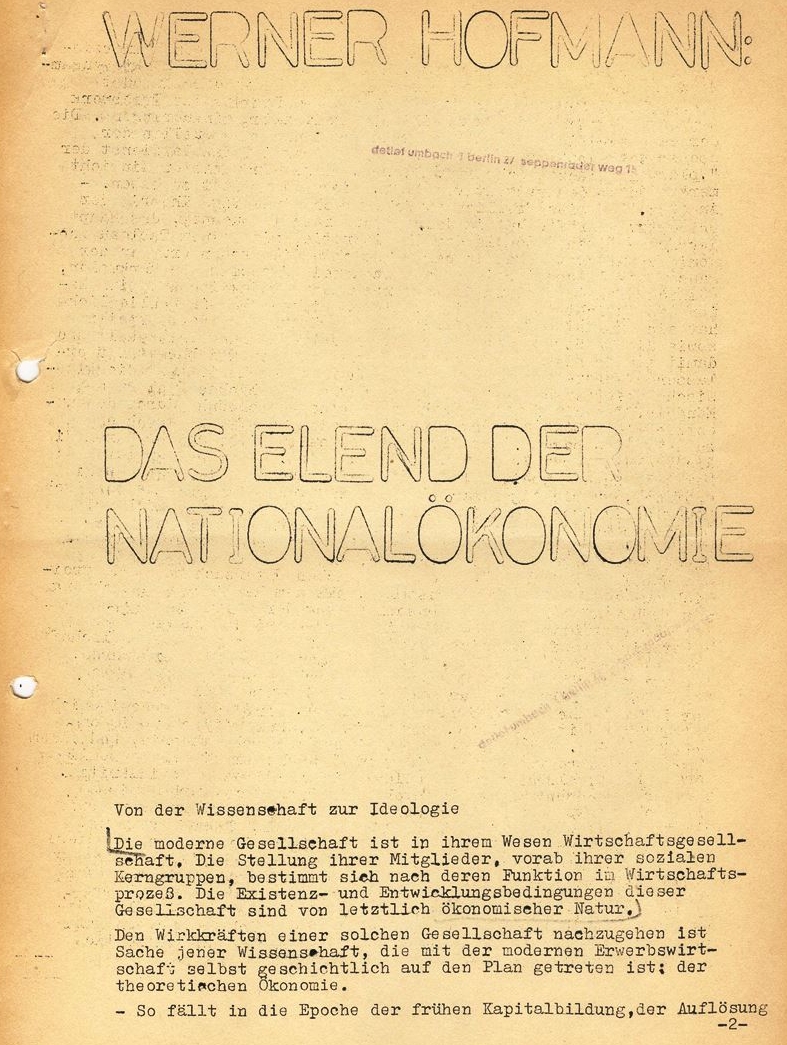 WERNER HOFMANN:
detlef umbach 1 berlin 27 seppenrader weg
DAS ELEND DER
NATIONALÖKONOMIE
detlef umbach 1 berlin
Von der Wissenschaft zur Ideologie
Die moderne Gesellschaft ist in ihrem Wesen Wirtschaftsgesell-
schaft. Die Stellung ihrer Mitglieder, vorab ihrer sozialen
Kerngruppen, bestimmt sich nach deren Funktion im Wirtschafts-
prozeß. Die Existenz- und Entwicklungsbedingungen dieser
Gesellschaft sind von letztlich ökonomischer Natur.
Den Wirkkräften einer solchen Gesellschaft nachzugehen ist
Sache jener Wissenschaft, die mit der modernen Erwerbswirt-
schaft selbst geschichtlich auf den Plan getreten ist: der
theoretischen Ökonomie.
- So fällt in die Epoche der frühen Kapitalbildung,der Auflösung
-2-